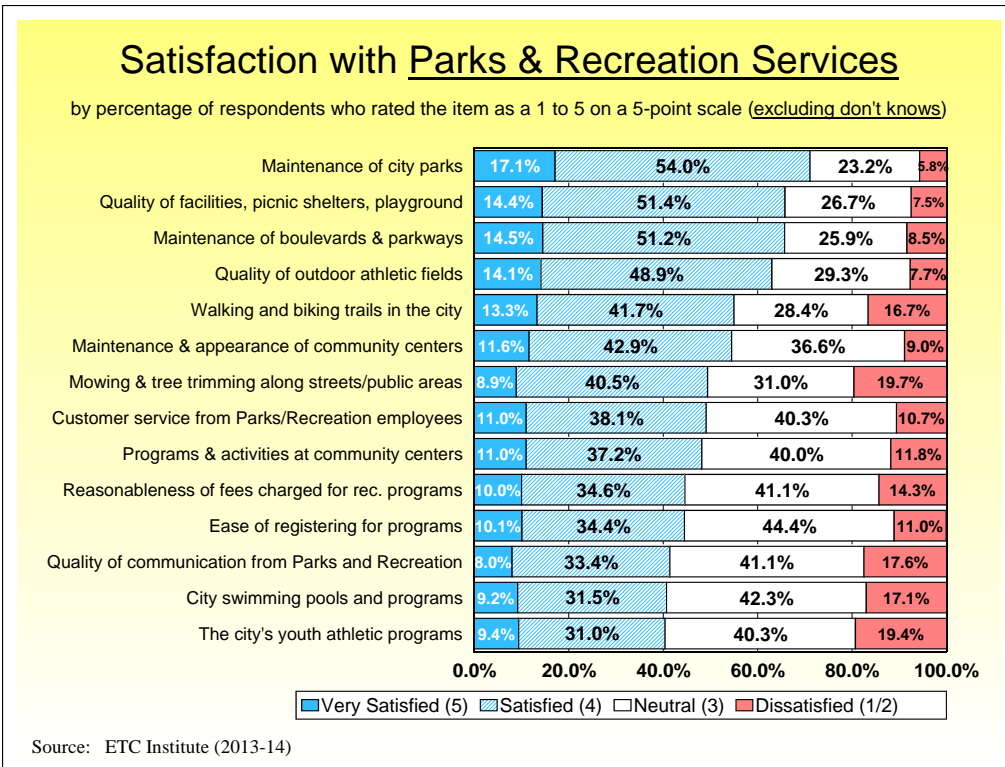 Satisfaction with Parks & Recreation Services
by percentage of respondents who rated the item as a 1 to 5 on a 5-point scale (excluding don't knows)
Maintenance of city parks 17.1% 54.0% 23.2% 5.8%
Quality of facilities, picnic shelters, playground 14.4% 51.4% 26.7% 7.5%
Maintenance of boulevards & parkways 14.5% 51.2% 25.9% 8.5%
Quality of outdoor athletic fields 14.1% 48.9% 29.3% 7.7%
Walking and biking trails in the city 13.3% 41.7% 28.4% 16.7%
Maintenance & appearance of community centers 11.6% 42.9% 36.6% 9.0%
Mowing & tree trimming along streets/public areas 8.9% 40.5% 31.0% 19.7%
Customer service from Parks/Recreation employees 11.0% 38.1% 40.3% 10.7%
Programs & activities at community centers 11.0% 37.2% 40.0% 11.8%
Reasonableness of fees charged for rec. programs 10.0% 34.6% 41.1% 14.3%
Ease of registering for programs 10.1% 34.4% 44.4% 11.0%
Quality of communication from Parks and Recreation 8.0% 33.4% 41.1% 17.6%
City swimming pools and programs 9.2% 31.5% 42.3% 17.1%
The city's youth athletic programs 9.4% 31.0% 40.3% 19.4%
0.0% 20.0% 40.0% 60.0% 80.0% 100.0%
Very Satisfied (5) Satisfied (4) Neutral (3) Dissatisfied (1/2)
Source: ETC Institute (2013-14)